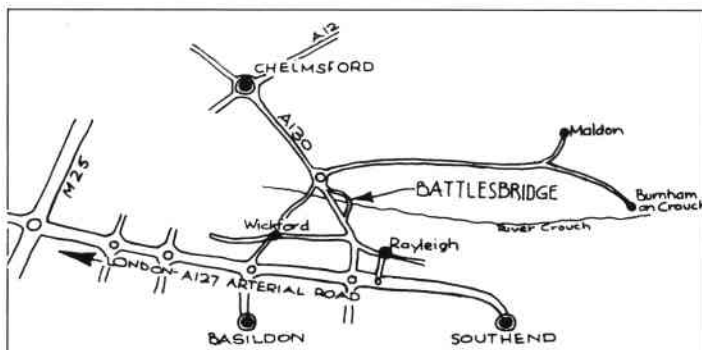 A12
CHELMSFORD
A130
Maldon
M25
BATTLESBRIDGE
Burnham
on Crouch
Wickford
River Crouch
Rayleigh
LONDON-A127 ARTERIAL ROAD
BASILDON
SOUTHEND